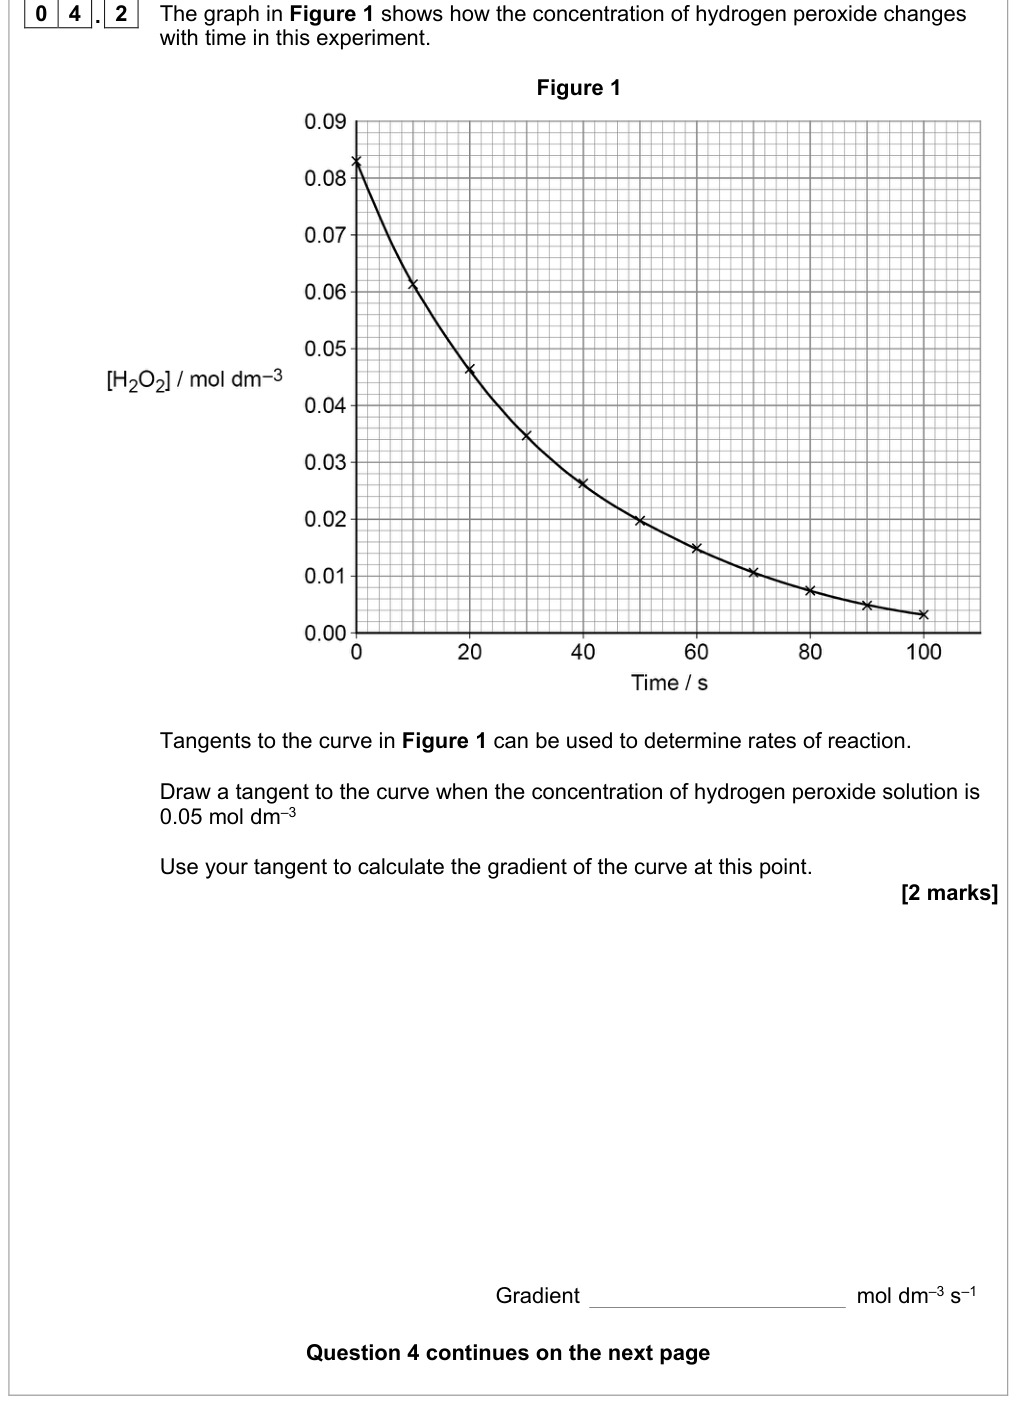 0 4 . 2 The graph in Figure 1 shows how the concentration of hydrogen peroxide changes
with time in this experiment.
Figure 1
0.09
0.08
0.07
0.06
0.05
[H₂O₂] / mol dm⁻³
0.04
0.03
0.02
0.01
0.00
0 20 40 60 80 100
Time / s
Tangents to the curve in Figure 1 can be used to determine rates of reaction.
Draw a tangent to the curve when the concentration of hydrogen peroxide solution is
0.05 mol dm⁻³
Use your tangent to calculate the gradient of the curve at this point.
[2 marks]
Gradient mol dm⁻³ s⁻¹
Question 4 continues on the next page